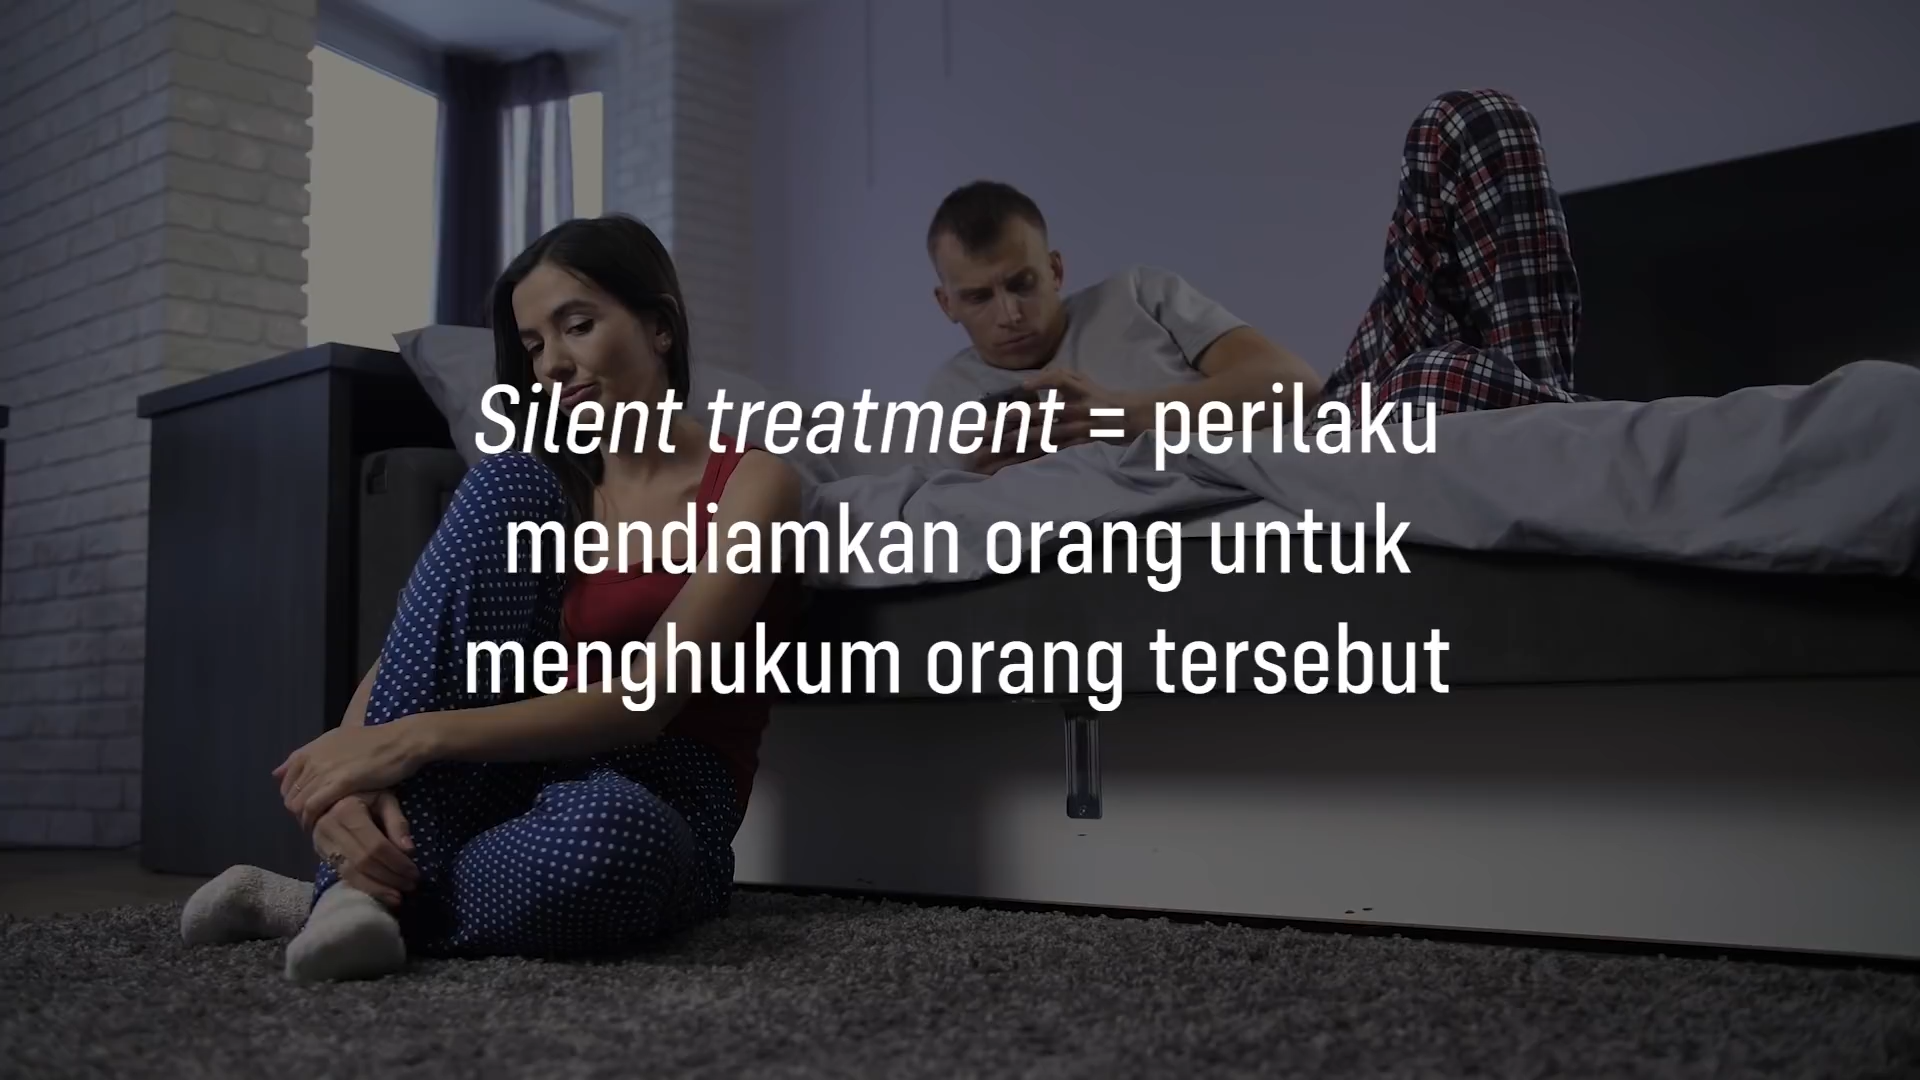 Silent treatment = perilaku
mendiamkan orang untuk
menghukum orang tersebut